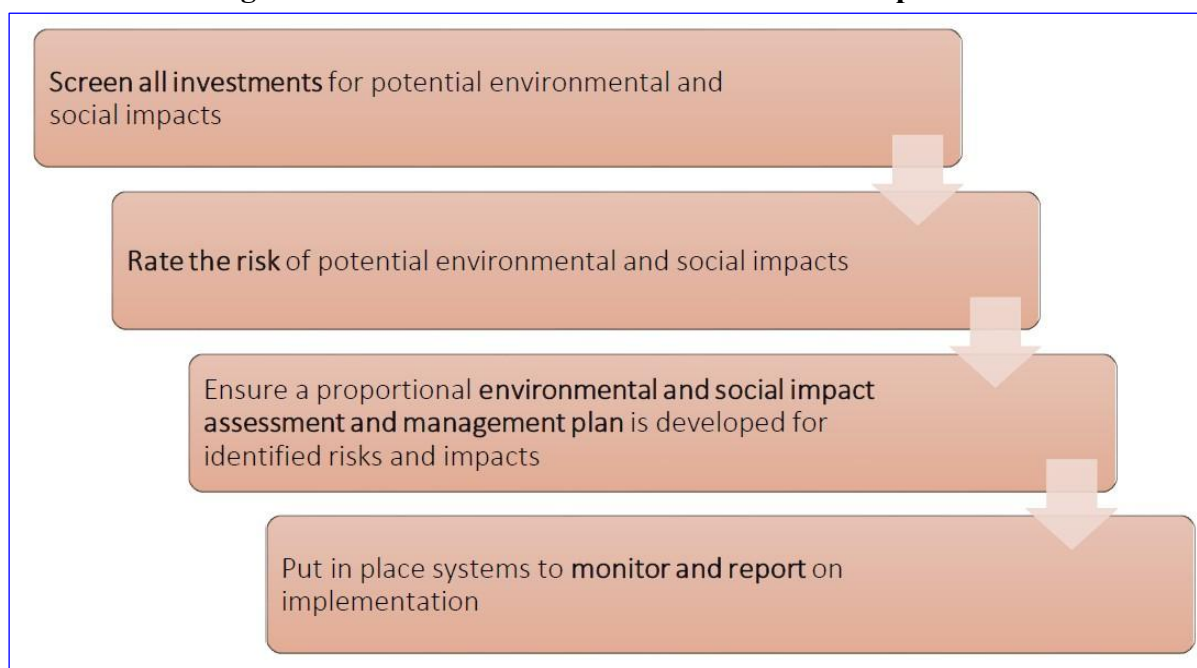 Screen all investments for potential environmental and
social impacts
Rate the risk of potential environmental and social impacts
Ensure a proportional environmental and social impact
assessment and management plan is developed for
identified risks and impacts
Put in place systems to monitor and report on
implementation